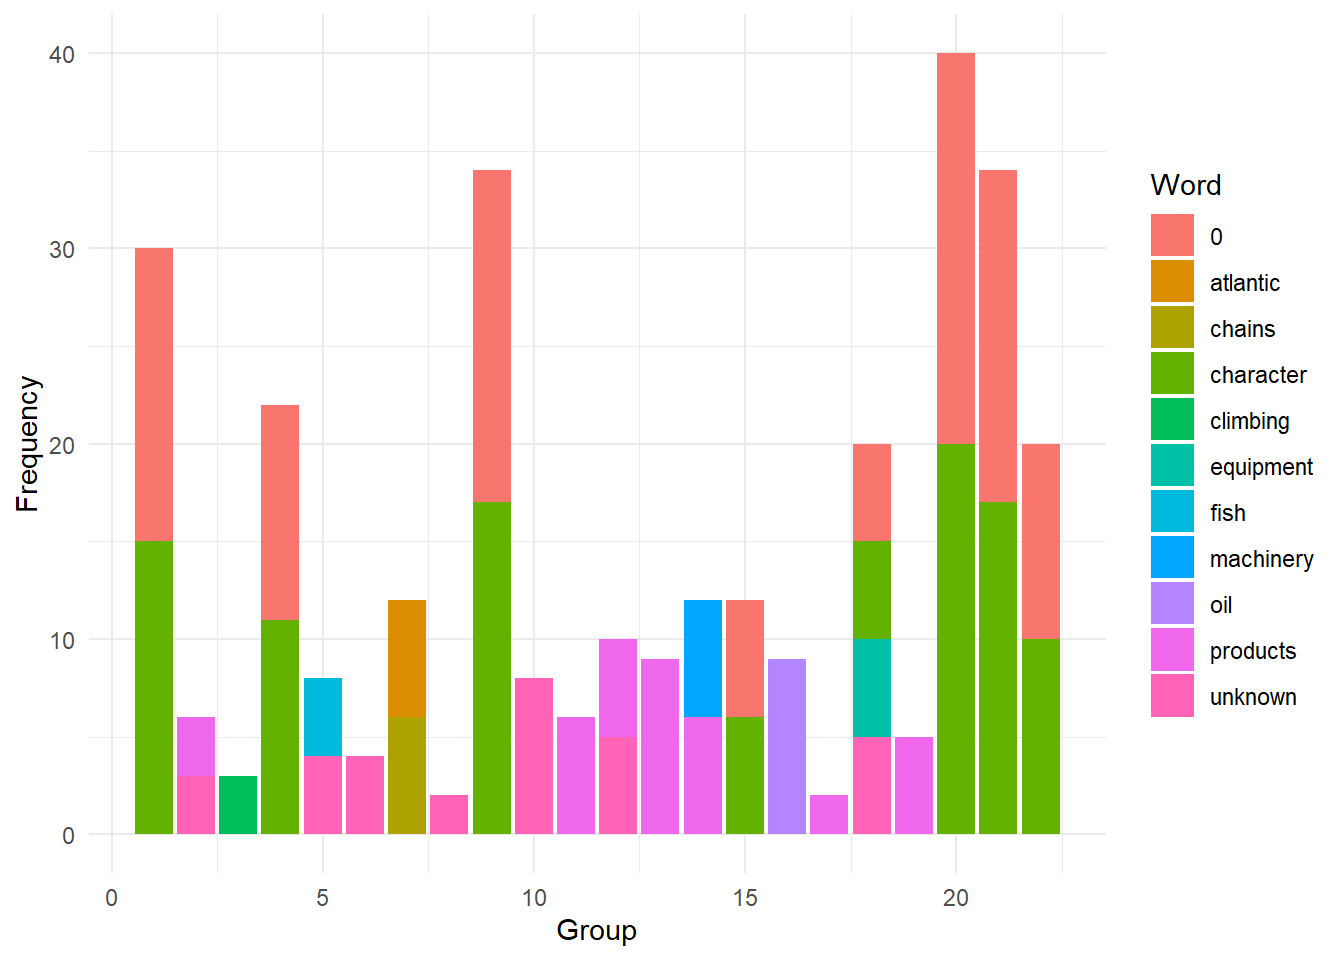 40
30
20
10
0
Frequency
0 5 10 15 20
Group
Word
0
atlantic
chains
character
climbing
equipment
fish
machinery
oil
products
unknown